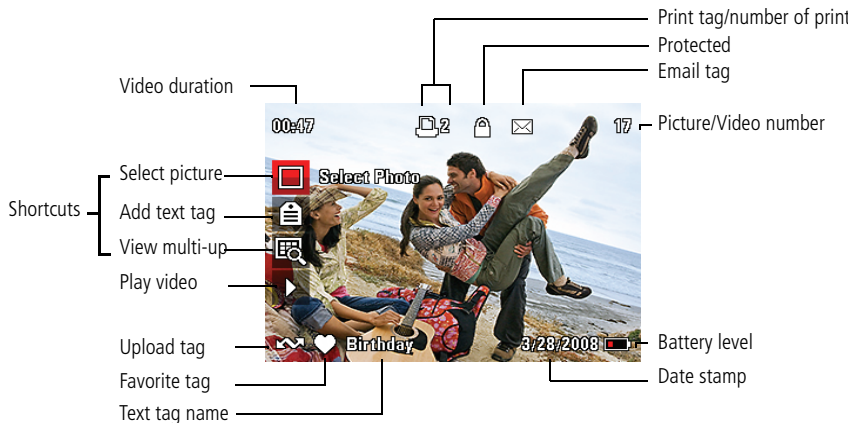 Print tag/number of print
Protected
Email tag
Video duration
00:47
2
17
Picture/Video number
Select picture
Select Photo
Shortcuts
Add text tag
View multi-up
Play video
Upload tag
Birthday
3/28/2008
Battery level
Favorite tag
Date stamp
Text tag name